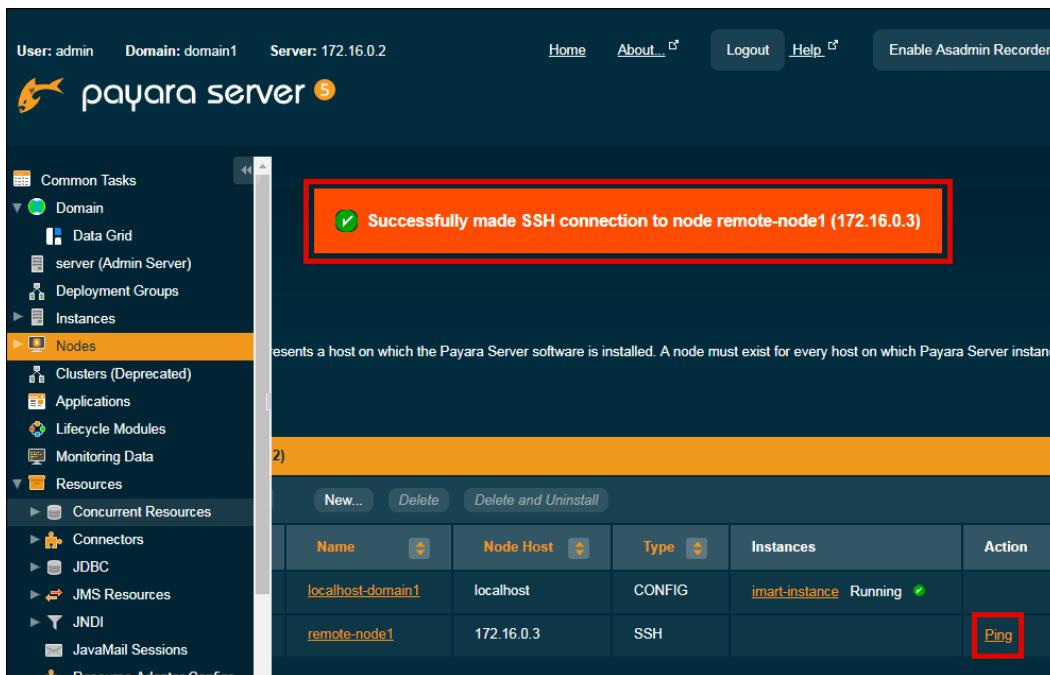 User: admin Domain: domain1 Server: 172.16.0.2 Home About... Logout Help Enable Asadmin Recorder
payara server 5
Common Tasks
Domain
Data Grid
server (Admin Server)
Deployment Groups
Instances
Nodes
Clusters (Deprecated)
Applications
Lifecycle Modules
Monitoring Data
Resources
Concurrent Resources
Connectors
JDBC
JMS Resources
JNDI
JavaMail Sessions
Successfully made SSH connection to node remote-node1 (172.16.0.3)
esents a host on which the Payara Server software is installed. A node must exist for every host on which Payara Server instan
2)
New... Delete Delete and Uninstall
Name Node Host Type Instances Action
localhost-domain1 localhost CONFIG imart-instance Running
remote-node1 172.16.0.3 SSH Ping